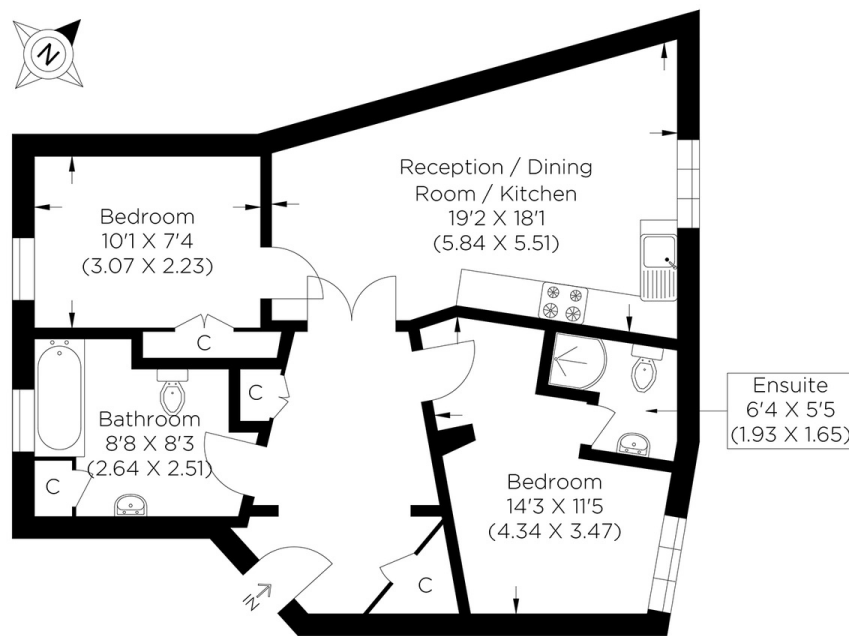 N
Reception / Dining
Room / Kitchen
19'2 X 18'1
(5.84 X 5.51)
Bedroom
10'1 X 7'4
(3.07 X 2.23)
C
C
Bathroom
8'8 X 8'3
(2.64 X 2.51)
C
Ensuite
6'4 X 5'5
(1.93 X 1.65)
Bedroom
14'3 X 11'5
(4.34 X 3.47)
C
IN